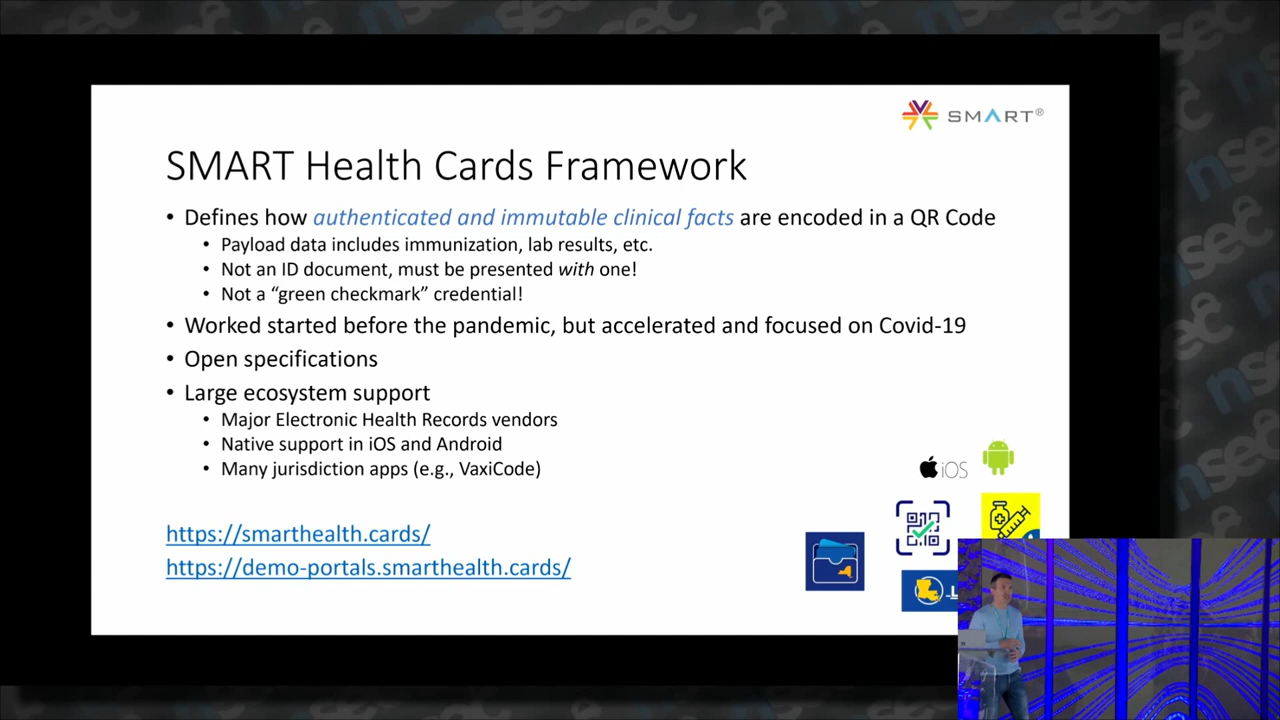 SMART®
SMART Health Cards Framework
• Defines how authenticated and immutable clinical facts are encoded in a QR Code
• Payload data includes immunization, lab results, etc.
• Not an ID document, must be presented with one!
• Not a “green checkmark” credential!
• Worked started before the pandemic, but accelerated and focused on Covid-19
• Open specifications
• Large ecosystem support
• Major Electronic Health Records vendors
• Native support in iOS and Android
• Many jurisdiction apps (e.g., VaxiCode)
iOS
https://smarthealth.cards/
https://demo-portals.smarthealth.cards/
nsec